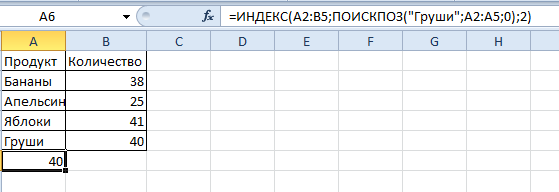 A6 fx =ИНДЕКС(A2:B5;ПОИСКПОЗ("Груши";A2:A5;0);2)
A B C D E F G H
Продукт Количество
Бананы 38
Апельсин 25
Яблоки 41
Груши 40
40